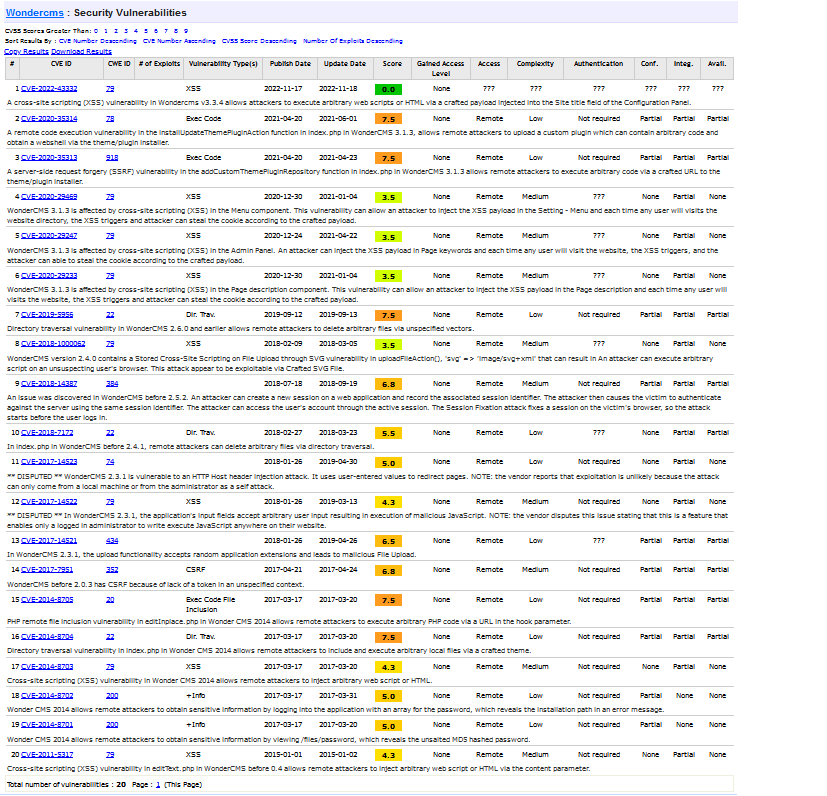 Wondercms : Security Vulnerabilities
CVSS Scores Greater Than: 0 1 2 3 4 5 6 7 8 9
Sort Results By : CVE Number Descending CVE Number Ascending CVSS Score Descending Number Of Exploits Descending
Copy Results Download Results
# CVE ID CWE ID # of Exploits Vulnerability Type(s) Publish Date Update Date Score Gained Access Level Access Complexity Authentication Conf. Integ. Avail.
1 CVE-2022-43332 79 XSS 2022-11-17 2022-11-18 0.0 None ??? ??? ??? ??? ??? ???
A cross-site scripting (XSS) vulnerability in Wondercms v3.3.4 allows attackers to execute arbitrary web scripts or HTML via a crafted payload injected into the Site title field of the Configuration Panel.
2 CVE-2020-35314 78 Exec Code 2021-04-20 2021-06-01 7.5 None Remote Low Not required Partial Partial Partial
A remote code execution vulnerability in the installUpdateThemePluginAction function in index.php in WonderCMS 3.1.3, allows remote attackers to upload a custom plugin which can contain arbitrary code and
obtain a webshell via the theme/plugin installer.
3 CVE-2020-35313 918 Exec Code 2021-04-20 2021-04-23 7.5 None Remote Low Not required Partial Partial Partial
A server-side request forgery (SSRF) vulnerability in the addCustomThemePluginRepository function in index.php in WonderCMS 3.1.3 allows remote attackers to execute arbitrary code via a crafted URL to the
theme/plugin installer.
4 CVE-2020-29469 79 XSS 2020-12-30 2021-01-04 3.5 None Remote Medium ??? None Partial None
WonderCMS 3.1.3 is affected by cross-site scripting (XSS) in the Menu component. This vulnerability can allow an attacker to inject the XSS payload in the Setting - Menu and each time any user will visits the
website directory, the XSS triggers and attacker can steal the cookie according to the crafted payload.
5 CVE-2020-29247 79 XSS 2020-12-24 2021-04-22 3.5 None Remote Medium ??? None Partial None
WonderCMS 3.1.3 is affected by cross-site scripting (XSS) in the Admin Panel. An attacker can inject the XSS payload in Page keywords and each time any user will visit the website, the XSS triggers, and the
attacker can able to steal the cookie according to the crafted payload.
6 CVE-2020-29233 79 XSS 2020-12-30 2021-01-04 3.5 None Remote Medium ??? None Partial None
WonderCMS 3.1.3 is affected by cross-site scripting (XSS) in the Page description component. This vulnerability can allow an attacker to inject the XSS payload in the Page description and each time any user will
visits the website, the XSS triggers and attacker can steal the cookie according to the crafted payload.
7 CVE-2019-5956 22 Dir. Trav. 2019-09-12 2019-09-13 7.5 None Remote Low Not required Partial Partial Partial
Directory traversal vulnerability in WonderCMS 2.6.0 and earlier allows remote attackers to delete arbitrary files via unspecified vectors.
8 CVE-2018-1000062 79 XSS 2018-02-09 2018-03-05 3.5 None Remote Medium ??? None Partial None
WonderCMS version 2.4.0 contains a Stored Cross-Site Scripting on File Upload through SVG vulnerability in uploadFileAction(), 'svg' => 'image/svg+xml' that can result in An attacker can execute arbitrary
script on an unsuspecting user's browser. This attack appear to be exploitable via Crafted SVG File.
9 CVE-2018-14387 384 2018-07-18 2018-09-19 6.8 None Remote Medium Not required Partial Partial Partial
An issue was discovered in WonderCMS before 2.5.2. An attacker can create a new session on a web application and record the associated session identifier. The attacker then causes the victim to authenticate
against the server using the same session identifier. The attacker can access the user's account through the active session. The Session Fixation attack fixes a session on the victim's browser, so the attack
starts before the user logs in.
10 CVE-2018-7172 22 Dir. Trav. 2018-02-27 2018-03-23 5.5 None Remote Low ??? None Partial Partial
In index.php in WonderCMS before 2.4.1, remote attackers can delete arbitrary files via directory traversal.
11 CVE-2017-14523 74 2018-01-26 2019-04-30 5.0 None Remote Low Not required None Partial None
** DISPUTED ** WonderCMS 2.3.1 is vulnerable to an HTTP Host header injection attack. It uses user-entered values to redirect pages. NOTE: the vendor reports that exploitation is unlikely because the attack
can only come from a local machine or from the administrator as a self attack.
12 CVE-2017-14522 79 XSS 2018-01-26 2019-03-13 4.3 None Remote Medium Not required None Partial None
** DISPUTED ** In WonderCMS 2.3.1, the application's input fields accept arbitrary user input resulting in execution of malicious JavaScript. NOTE: the vendor disputes this issue stating that this is a feature that
enables only a logged in administrator to write execute JavaScript anywhere on their website.
13 CVE-2017-14521 434 2018-01-26 2019-04-26 6.5 None Remote Low ??? Partial Partial Partial
In WonderCMS 2.3.1, the upload functionality accepts random application extensions and leads to malicious File Upload.
14 CVE-2017-7951 352 CSRF 2017-04-21 2017-04-24 6.8 None Remote Medium Not required Partial Partial Partial
WonderCMS before 2.0.3 has CSRF because of lack of a token in an unspecified context.
15 CVE-2014-8705 20 Exec Code File Inclusion 2017-03-17 2017-03-20 7.5 None Remote Low Not required Partial Partial Partial
PHP remote file inclusion vulnerability in editInplace.php in Wonder CMS 2014 allows remote attackers to execute arbitrary PHP code via a URL in the hook parameter.
16 CVE-2014-8704 22 Dir. Trav. 2017-03-17 2017-03-20 7.5 None Remote Low Not required Partial Partial Partial
Directory traversal vulnerability in index.php in Wonder CMS 2014 allows remote attackers to include and execute arbitrary local files via a crafted theme.
17 CVE-2014-8703 79 XSS 2017-03-17 2017-03-20 4.3 None Remote Medium Not required None Partial None
Cross-site scripting (XSS) vulnerability in Wonder CMS 2014 allows remote attackers to inject arbitrary web script or HTML.
18 CVE-2014-8702 200 +Info 2017-03-17 2017-03-31 5.0 None Remote Low Not required Partial None None
Wonder CMS 2014 allows remote attackers to obtain sensitive information by logging into the application with an array for the password, which reveals the installation path in an error message.
19 CVE-2014-8701 200 +Info 2017-03-17 2017-03-20 5.0 None Remote Low Not required Partial None None
Wonder CMS 2014 allows remote attackers to obtain sensitive information by viewing /files/password, which reveals the unsalted MD5 hashed password.
20 CVE-2011-5317 79 XSS 2015-01-01 2015-01-02 4.3 None Remote Medium Not required None Partial None
Cross-site scripting (XSS) vulnerability in editText.php in WonderCMS before 0.4 allows remote attackers to inject arbitrary web script or HTML via the content parameter.
Total number of vulnerabilities : 20 Page : 1 (This Page)